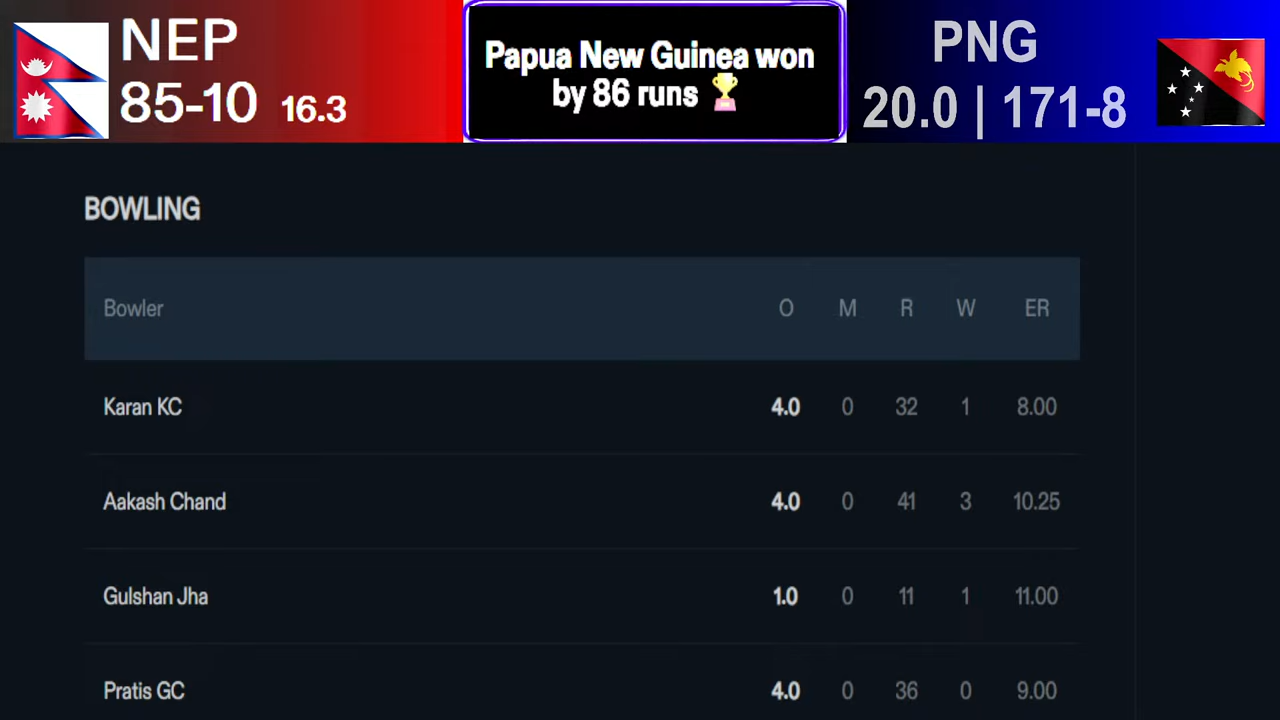 NEP
85-10 16.3
Papua New Guinea won
by 86 runs 🏆
PNG
20.0 | 171-8
BOWLING
Bowler O M R W ER
Karan KC 4.0 0 32 1 8.00
Aakash Chand 4.0 0 41 3 10.25
Gulshan Jha 1.0 0 11 1 11.00
Pratis GC 4.0 0 36 0 9.00